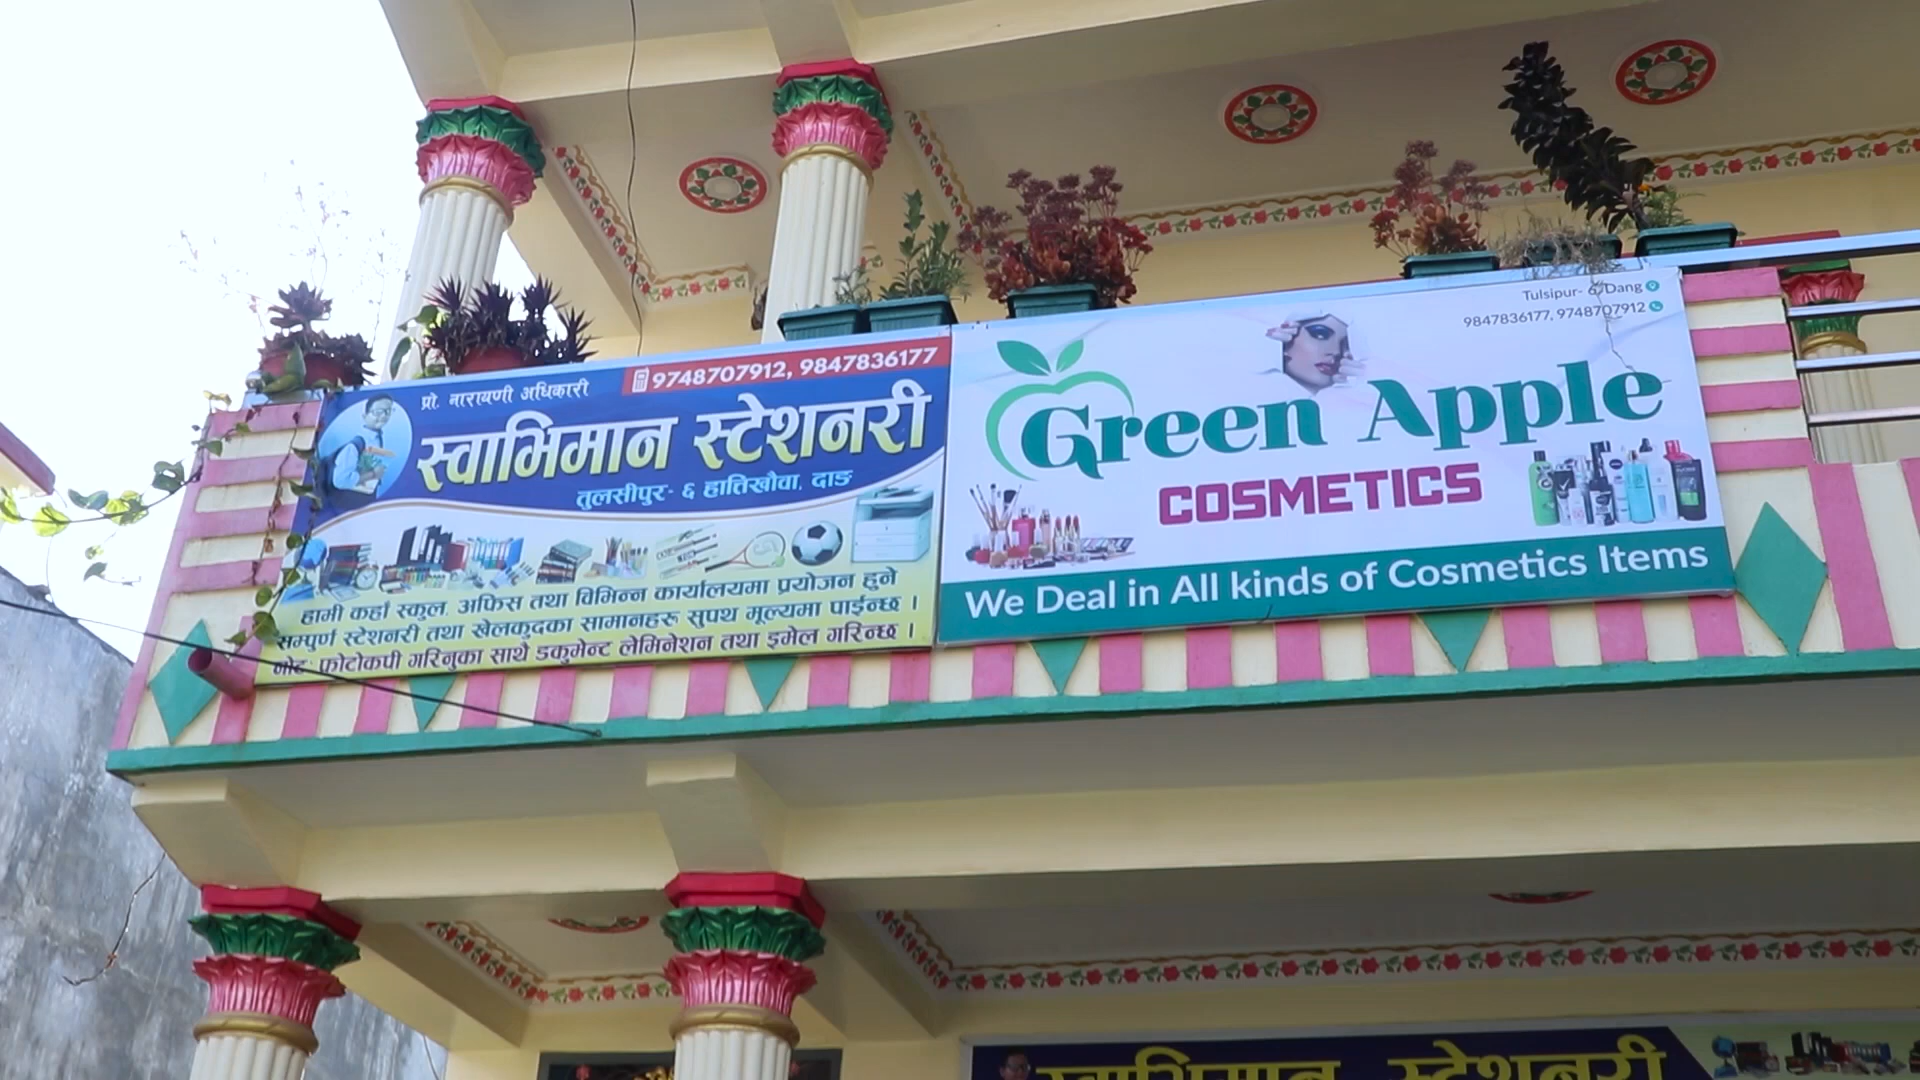 प्रो. नारायणी अधिकारी
9748707912, 9847836177
स्वाभिमान स्टेशनरी
तुलसीपुर- ६ हात्तिखौवा, दाङ
हामी कहाँ स्कुल, अफिस तथा विभिन्न कार्यालयमा प्रयोजन हुने
सम्पुर्ण स्टेशनरी तथा खेलकुदका सामानहरू सुपथ मूल्यमा पाईन्छ ।
नोटः फोटोकपी गरिनुका साथै डकुमेन्ट लेमिनेशन तथा इमेल गरिन्छ ।
Tulsipur- 6, Dang
9847836177, 9748707912
Green Apple
COSMETICS
We Deal in All kinds of Cosmetics Items
स्वाभिमान स्टेशनरी